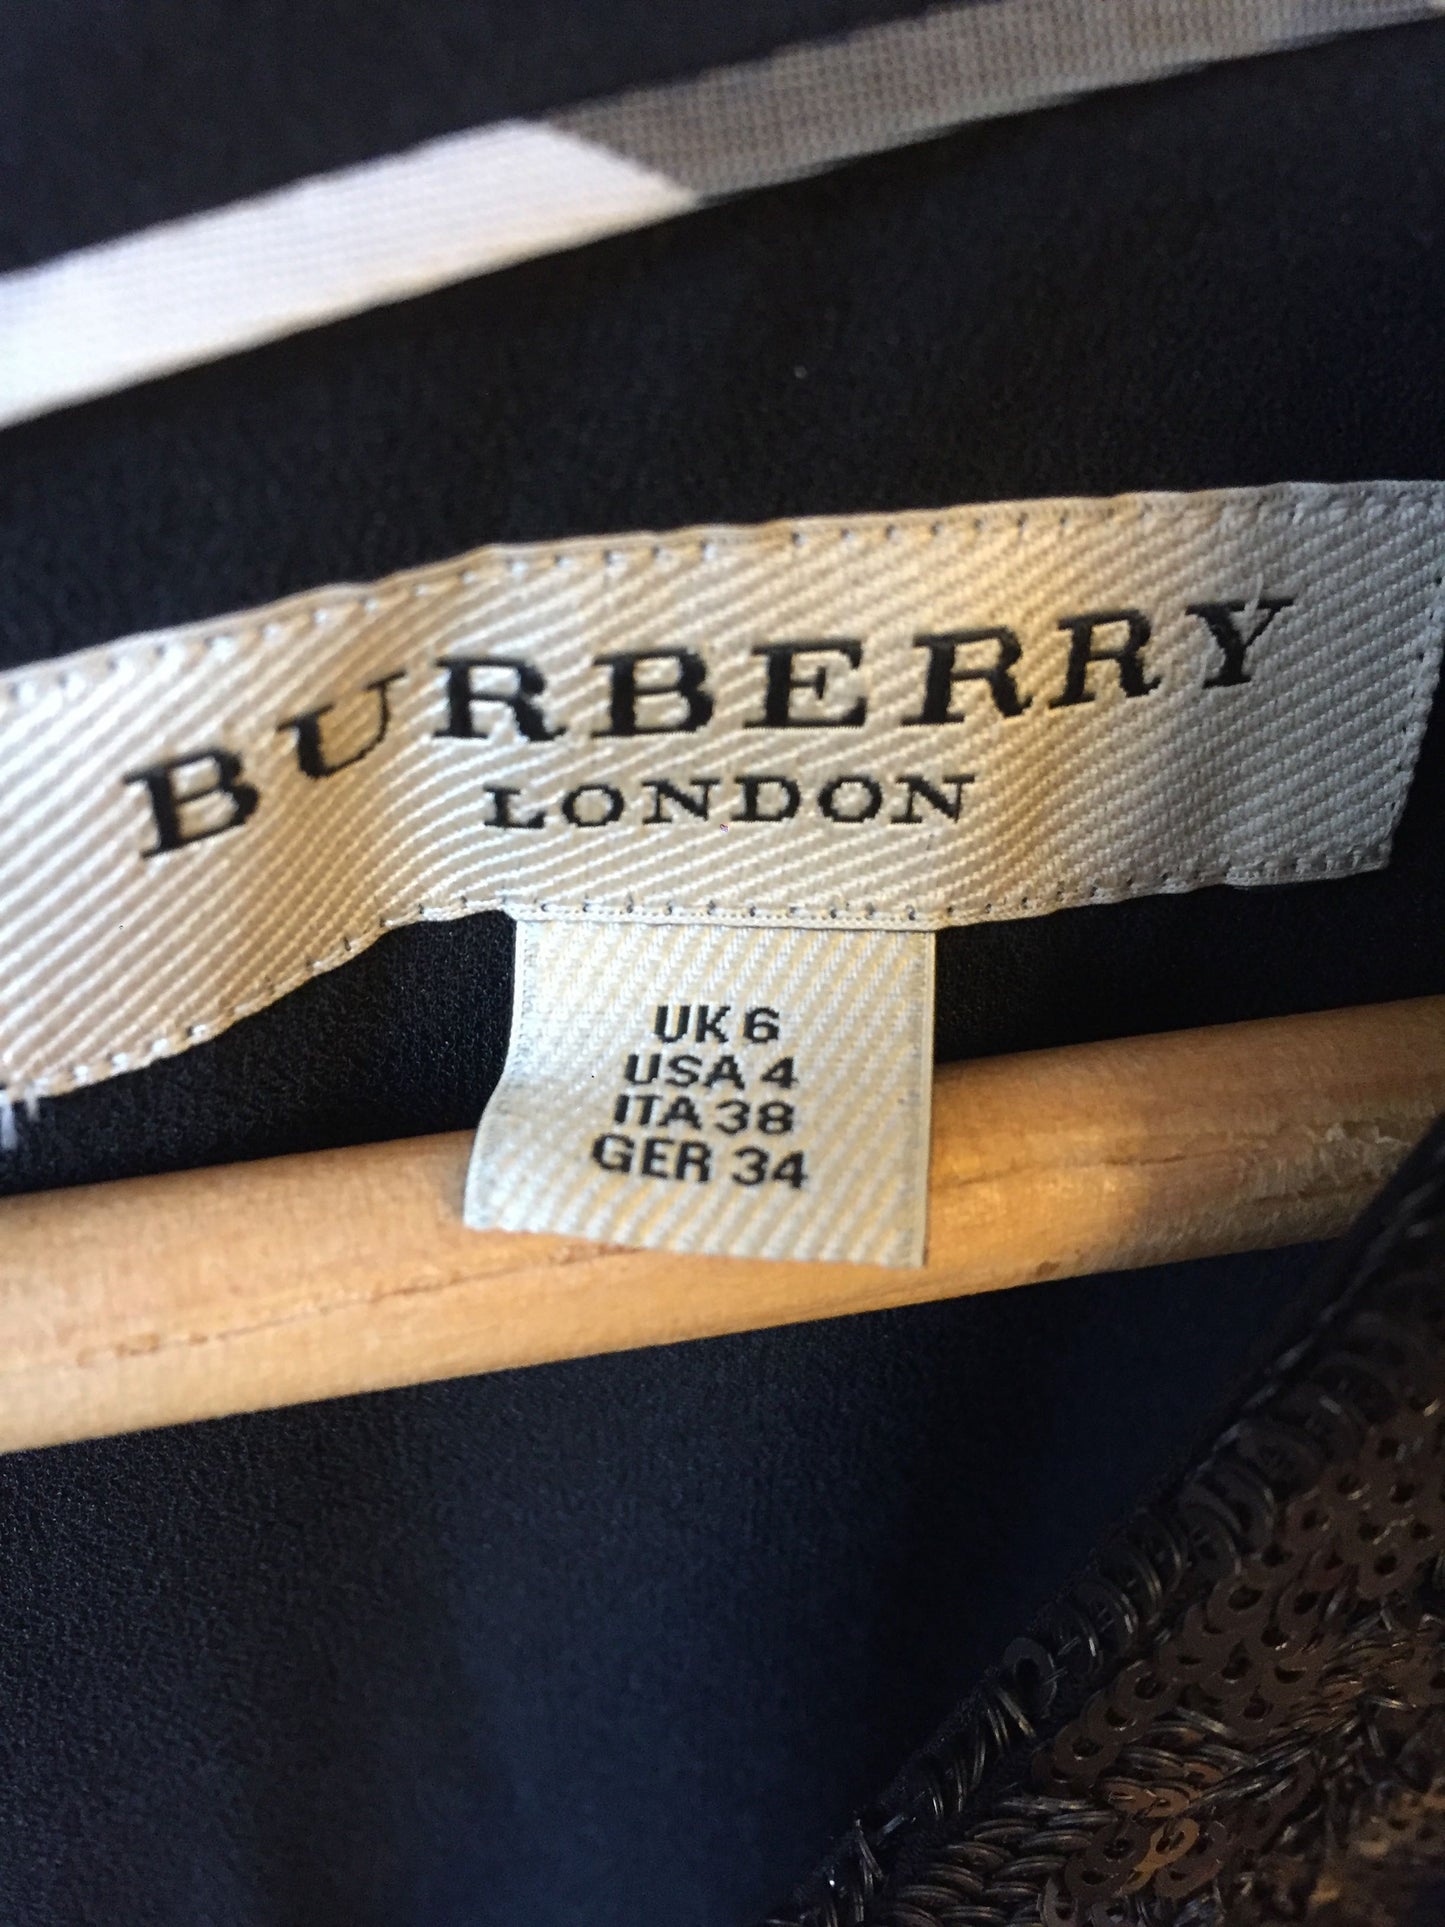 BURBERRY
LONDON
UK 6
USA 4
ITA 38
GER 34